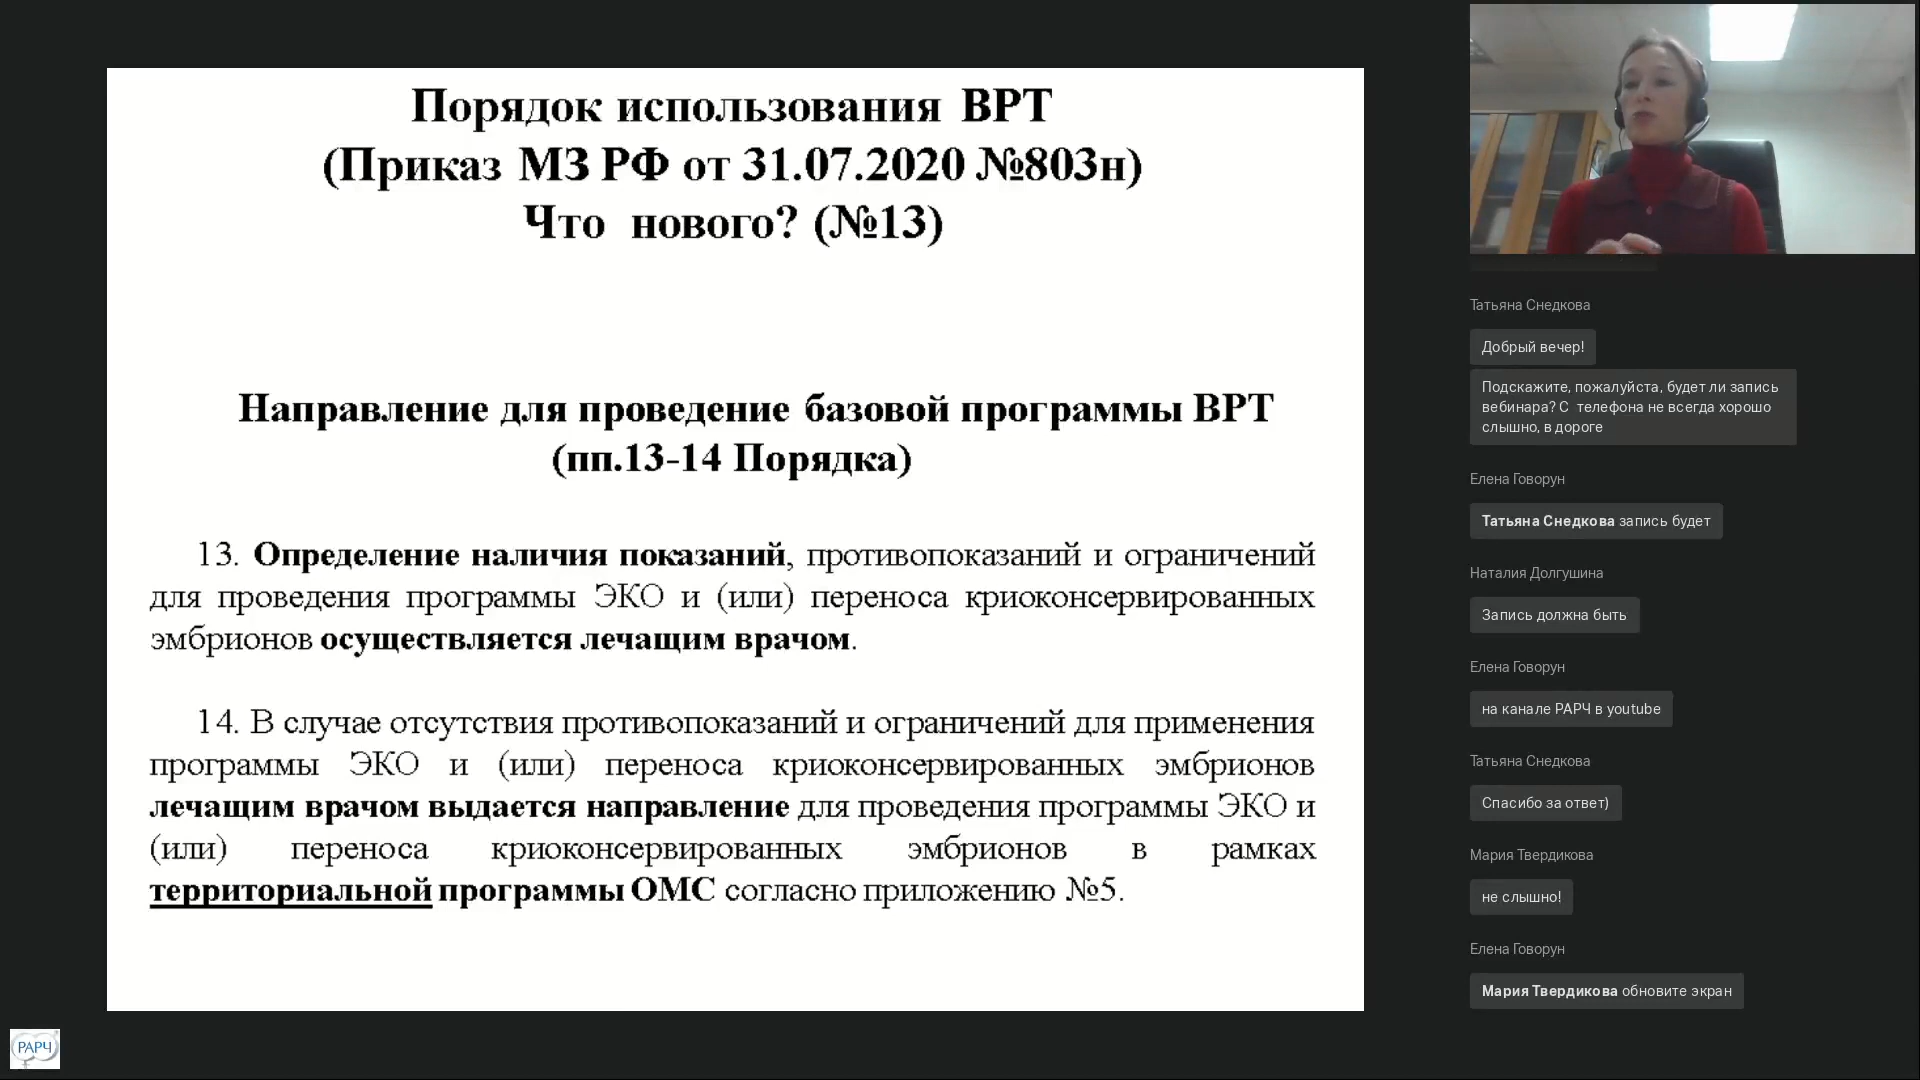 Порядок использования ВРТ
(Приказ МЗ РФ от 31.07.2020 №803н)
Что нового? (№13)
Направление для проведение базовой программы ВРТ
(пп.13-14 Порядка)
13. Определение наличия показаний, противопоказаний и ограничений
для проведения программы ЭКО и (или) переноса криоконсервированных
эмбрионов осуществляется лечащим врачом.
14. В случае отсутствия противопоказаний и ограничений для применения
программы ЭКО и (или) переноса криоконсервированных эмбрионов
лечащим врачом выдается направление для проведения программы ЭКО и
(или) переноса криоконсервированных эмбрионов в рамках
территориальной программы ОМС согласно приложению №5.
Татьяна Снедкова
Добрый вечер!
Подскажите, пожалуйста, будет ли запись
вебинара? С телефона не всегда хорошо
слышно, в дороге
Елена Говорун
Татьяна Снедкова запись будет
Наталия Долгушина
Запись должна быть
Елена Говорун
на канале РАРЧ в youtube
Татьяна Снедкова
Спасибо за ответ)
Мария Твердикова
не слышно!
Елена Говорун
Мария Твердикова обновите экран
РАРЧ